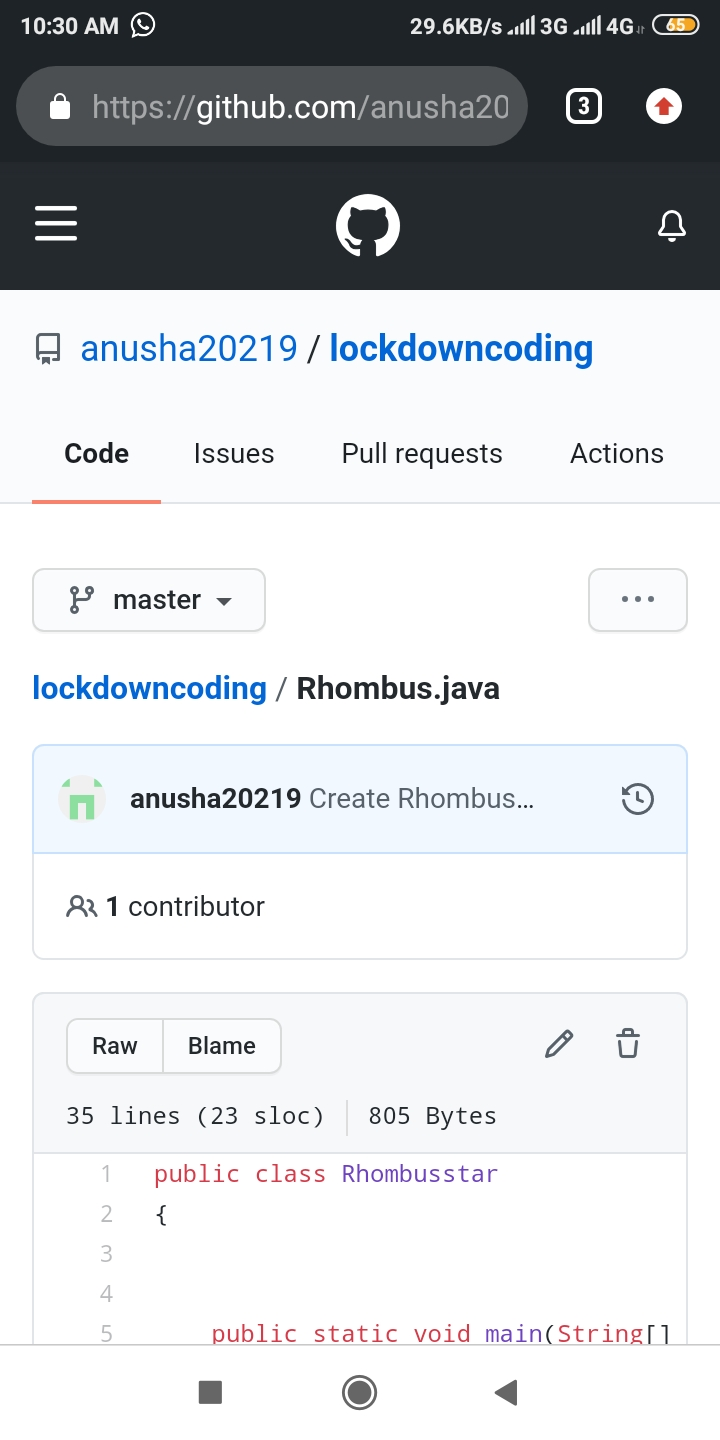 10:30 AM 29.6KB/s 3G 4G 65
https://github.com/anusha20 3
anusha20219 / lockdowncoding
Code Issues Pull requests Actions
master ...
lockdowncoding / Rhombus.java
anusha20219 Create Rhombus...
1 contributor
Raw Blame
35 lines (23 sloc) 805 Bytes
1 public class Rhombusstar
2 {
3
4
5 public static void main(String[]